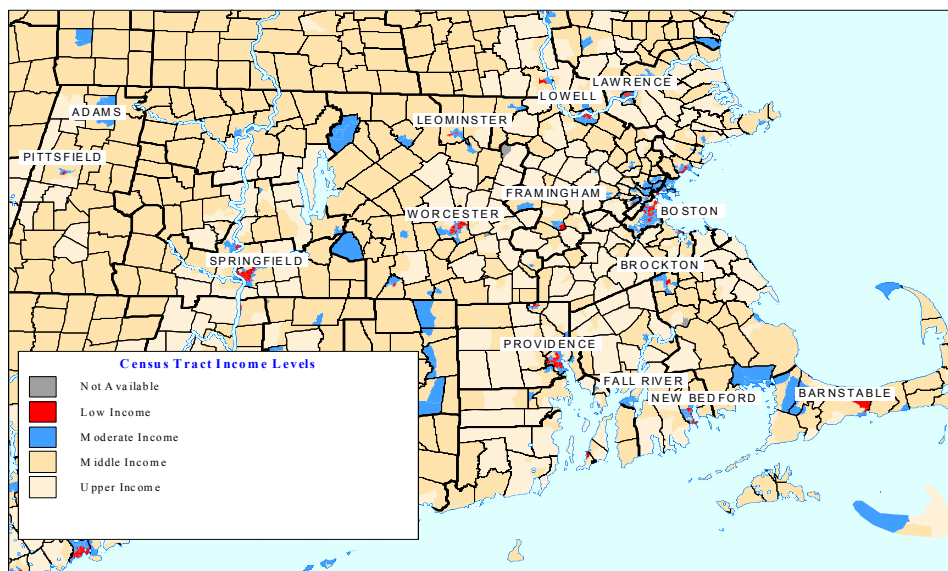 LAWRENCE
LOWELL
ADAMS
LEOMINSTER
PITTSFIELD
FRAMINGHAM
WORCESTER
BOSTON
SPRINGFIELD
BROCKTON
PROVIDENCE
FALL RIVER
NEW BEDFORD
BARNSTABLE
Census Tract Income Levels
Not Available
Low Income
Moderate Income
Middle Income
Upper Income